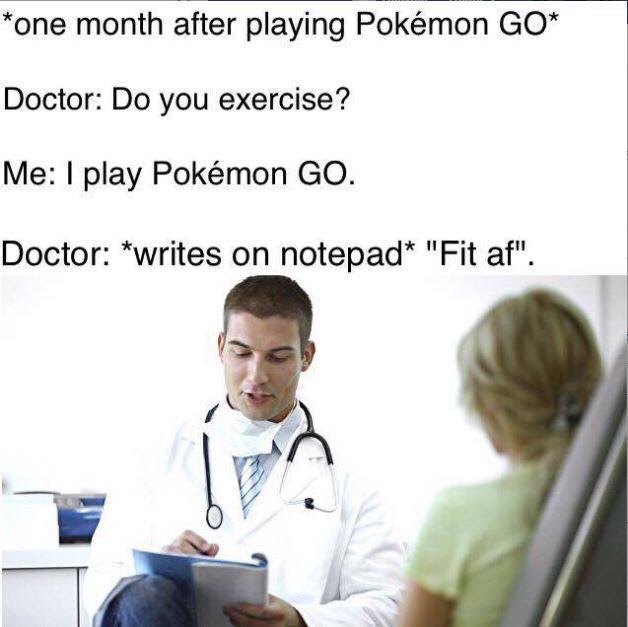 *one month after playing Pokémon GO*
Doctor: Do you exercise?
Me: I play Pokémon GO.
Doctor: *writes on notepad* "Fit af".